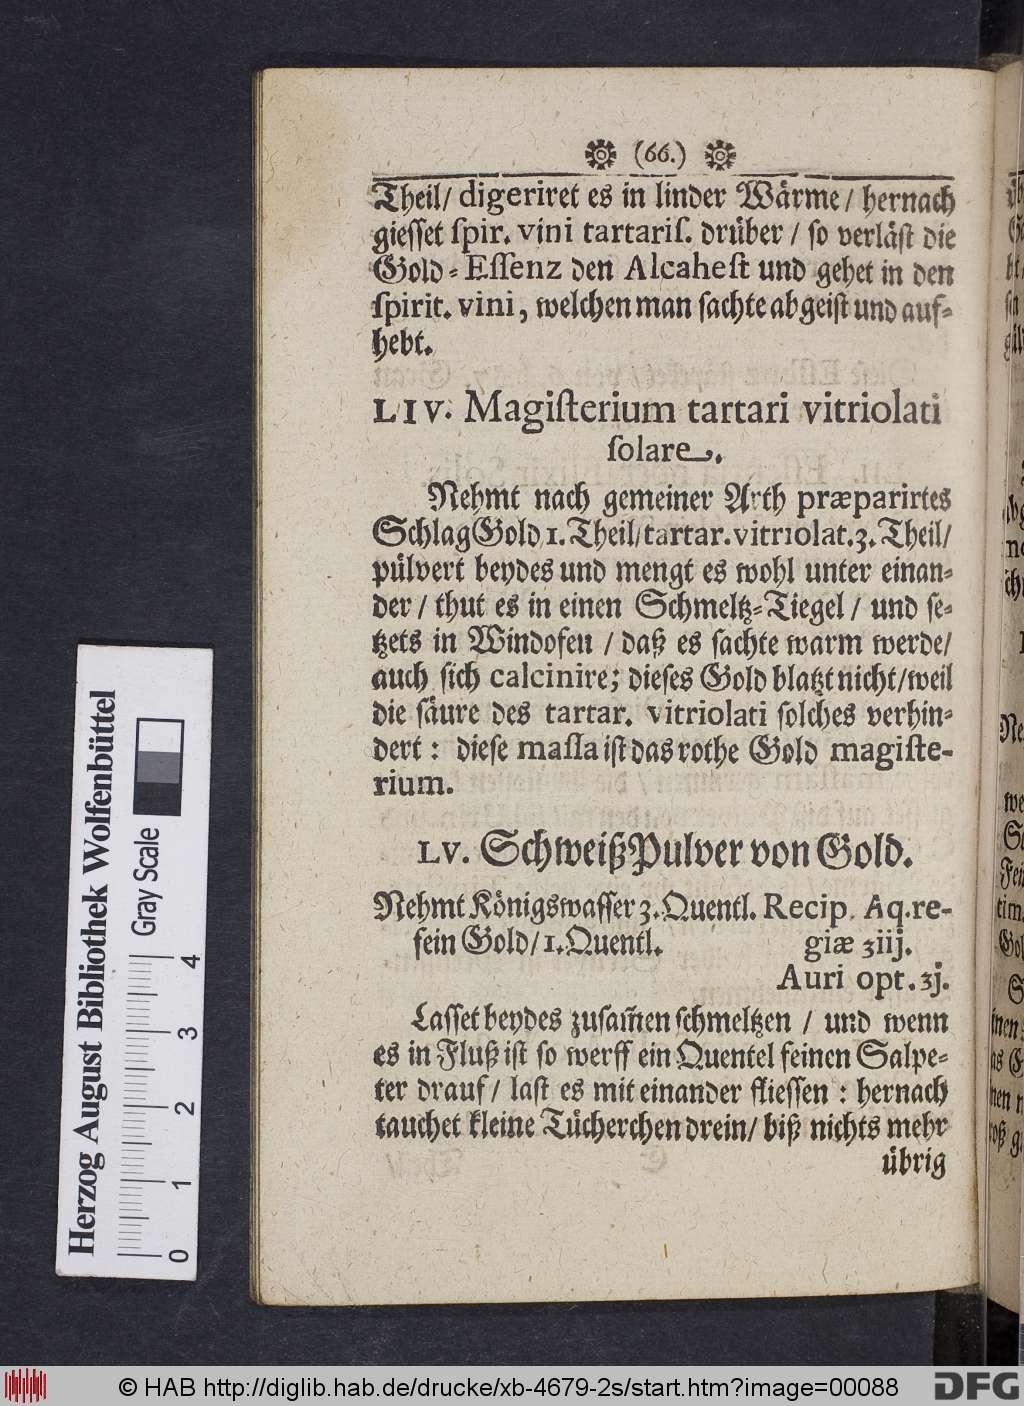 (66.)
Theil/ digeriret es in linder Wärme / hernach
giesset ſpir. vini tartariſ. drüber / so verläst die
Gold-Eſſenz den Alcaheſt und gehet in den
ſpirit. vini, welchen man sachte abgeist und auf-
hebt.
LIV. Magiſterium tartari vitriolati
ſolare.
Nehmt nach gemeiner Arth præparirtes
SchlagGold 1. Theil/ tartar. vitriolat. 3. Theil/
pülvert beydes und mengt es wohl unter einan-
der / thut es in einen Schmeltz-Tiegel / und se-
tzets in Windofen / daß es sachte warm werde/
auch sich calcinire; dieses Gold blatzt nicht/ weil
die säure des tartar. vitriolati solches verhin-
dert: diese maſſa ist das rothe Gold magiſte-
rium.
LV. SchweißPulver von Gold.
Nehmt Königswasser 3. Quentl. Recip. Aq. re-
fein Gold/ 1. Quentl. giæ ʒiij.
Auri opt. ʒj.
Lasset beydes zusam̃en schmeltzen / und wenn
es in Fluß ist so werff ein Quentel feinen Salpe-
ter drauf/ last es mit einander fliessen: hernach
tauchet kleine Tücherchen drein/ biß nichts mehr
übrig
Herzog August Bibliothek Wolfenbüttel
Gray Scale
0 1 2 3 4
© HAB http://diglib.hab.de/drucke/xb-4679-2s/start.htm?image=00088
DFG